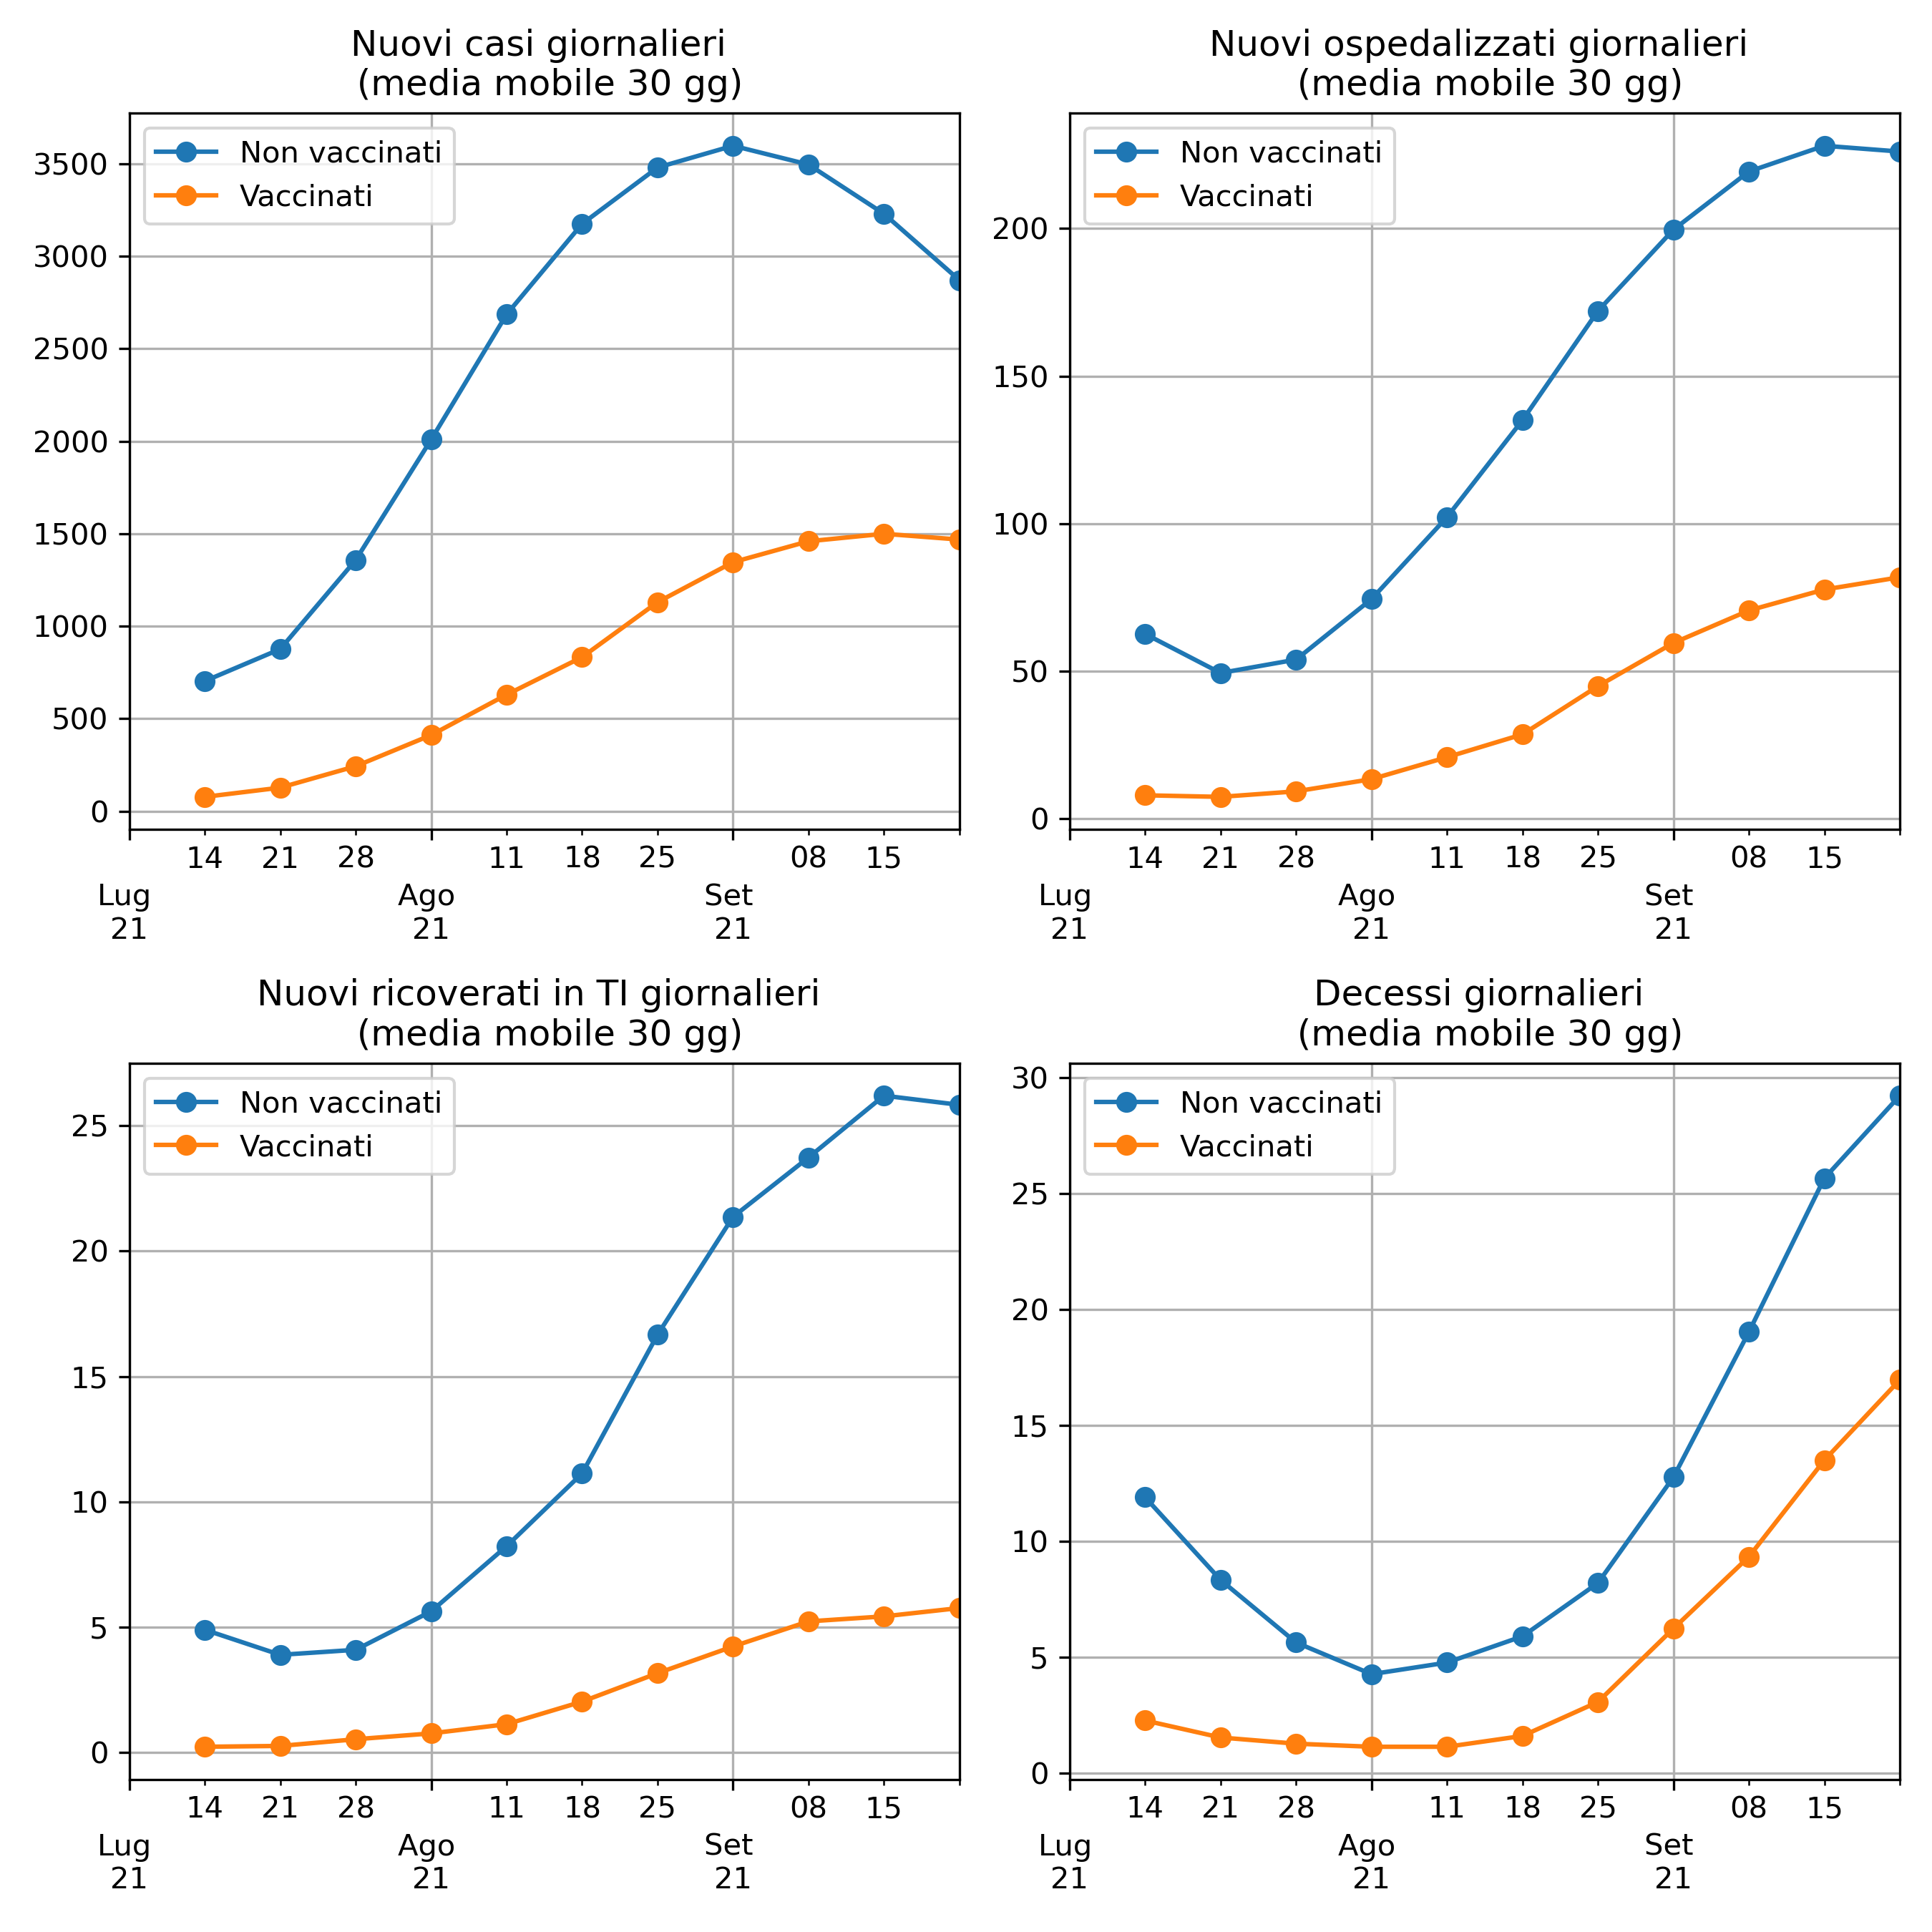 Nuovi casi giornalieri
(media mobile 30 gg)
Non vaccinati
Vaccinati
3500
3000
2500
2000
1500
1000
500
0
14 21 28 11 18 25 08 15
Lug Ago Set
21 21 21
Nuovi ospedalizzati giornalieri
(media mobile 30 gg)
Non vaccinati
Vaccinati
200
150
100
50
0
14 21 28 11 18 25 08 15
Lug Ago Set
21 21 21
Nuovi ricoverati in TI giornalieri
(media mobile 30 gg)
Non vaccinati
Vaccinati
25
20
15
10
5
0
14 21 28 11 18 25 08 15
Lug Ago Set
21 21 21
Decessi giornalieri
(media mobile 30 gg)
Non vaccinati
Vaccinati
30
25
20
15
10
5
0
14 21 28 11 18 25 08 15
Lug Ago Set
21 21 21